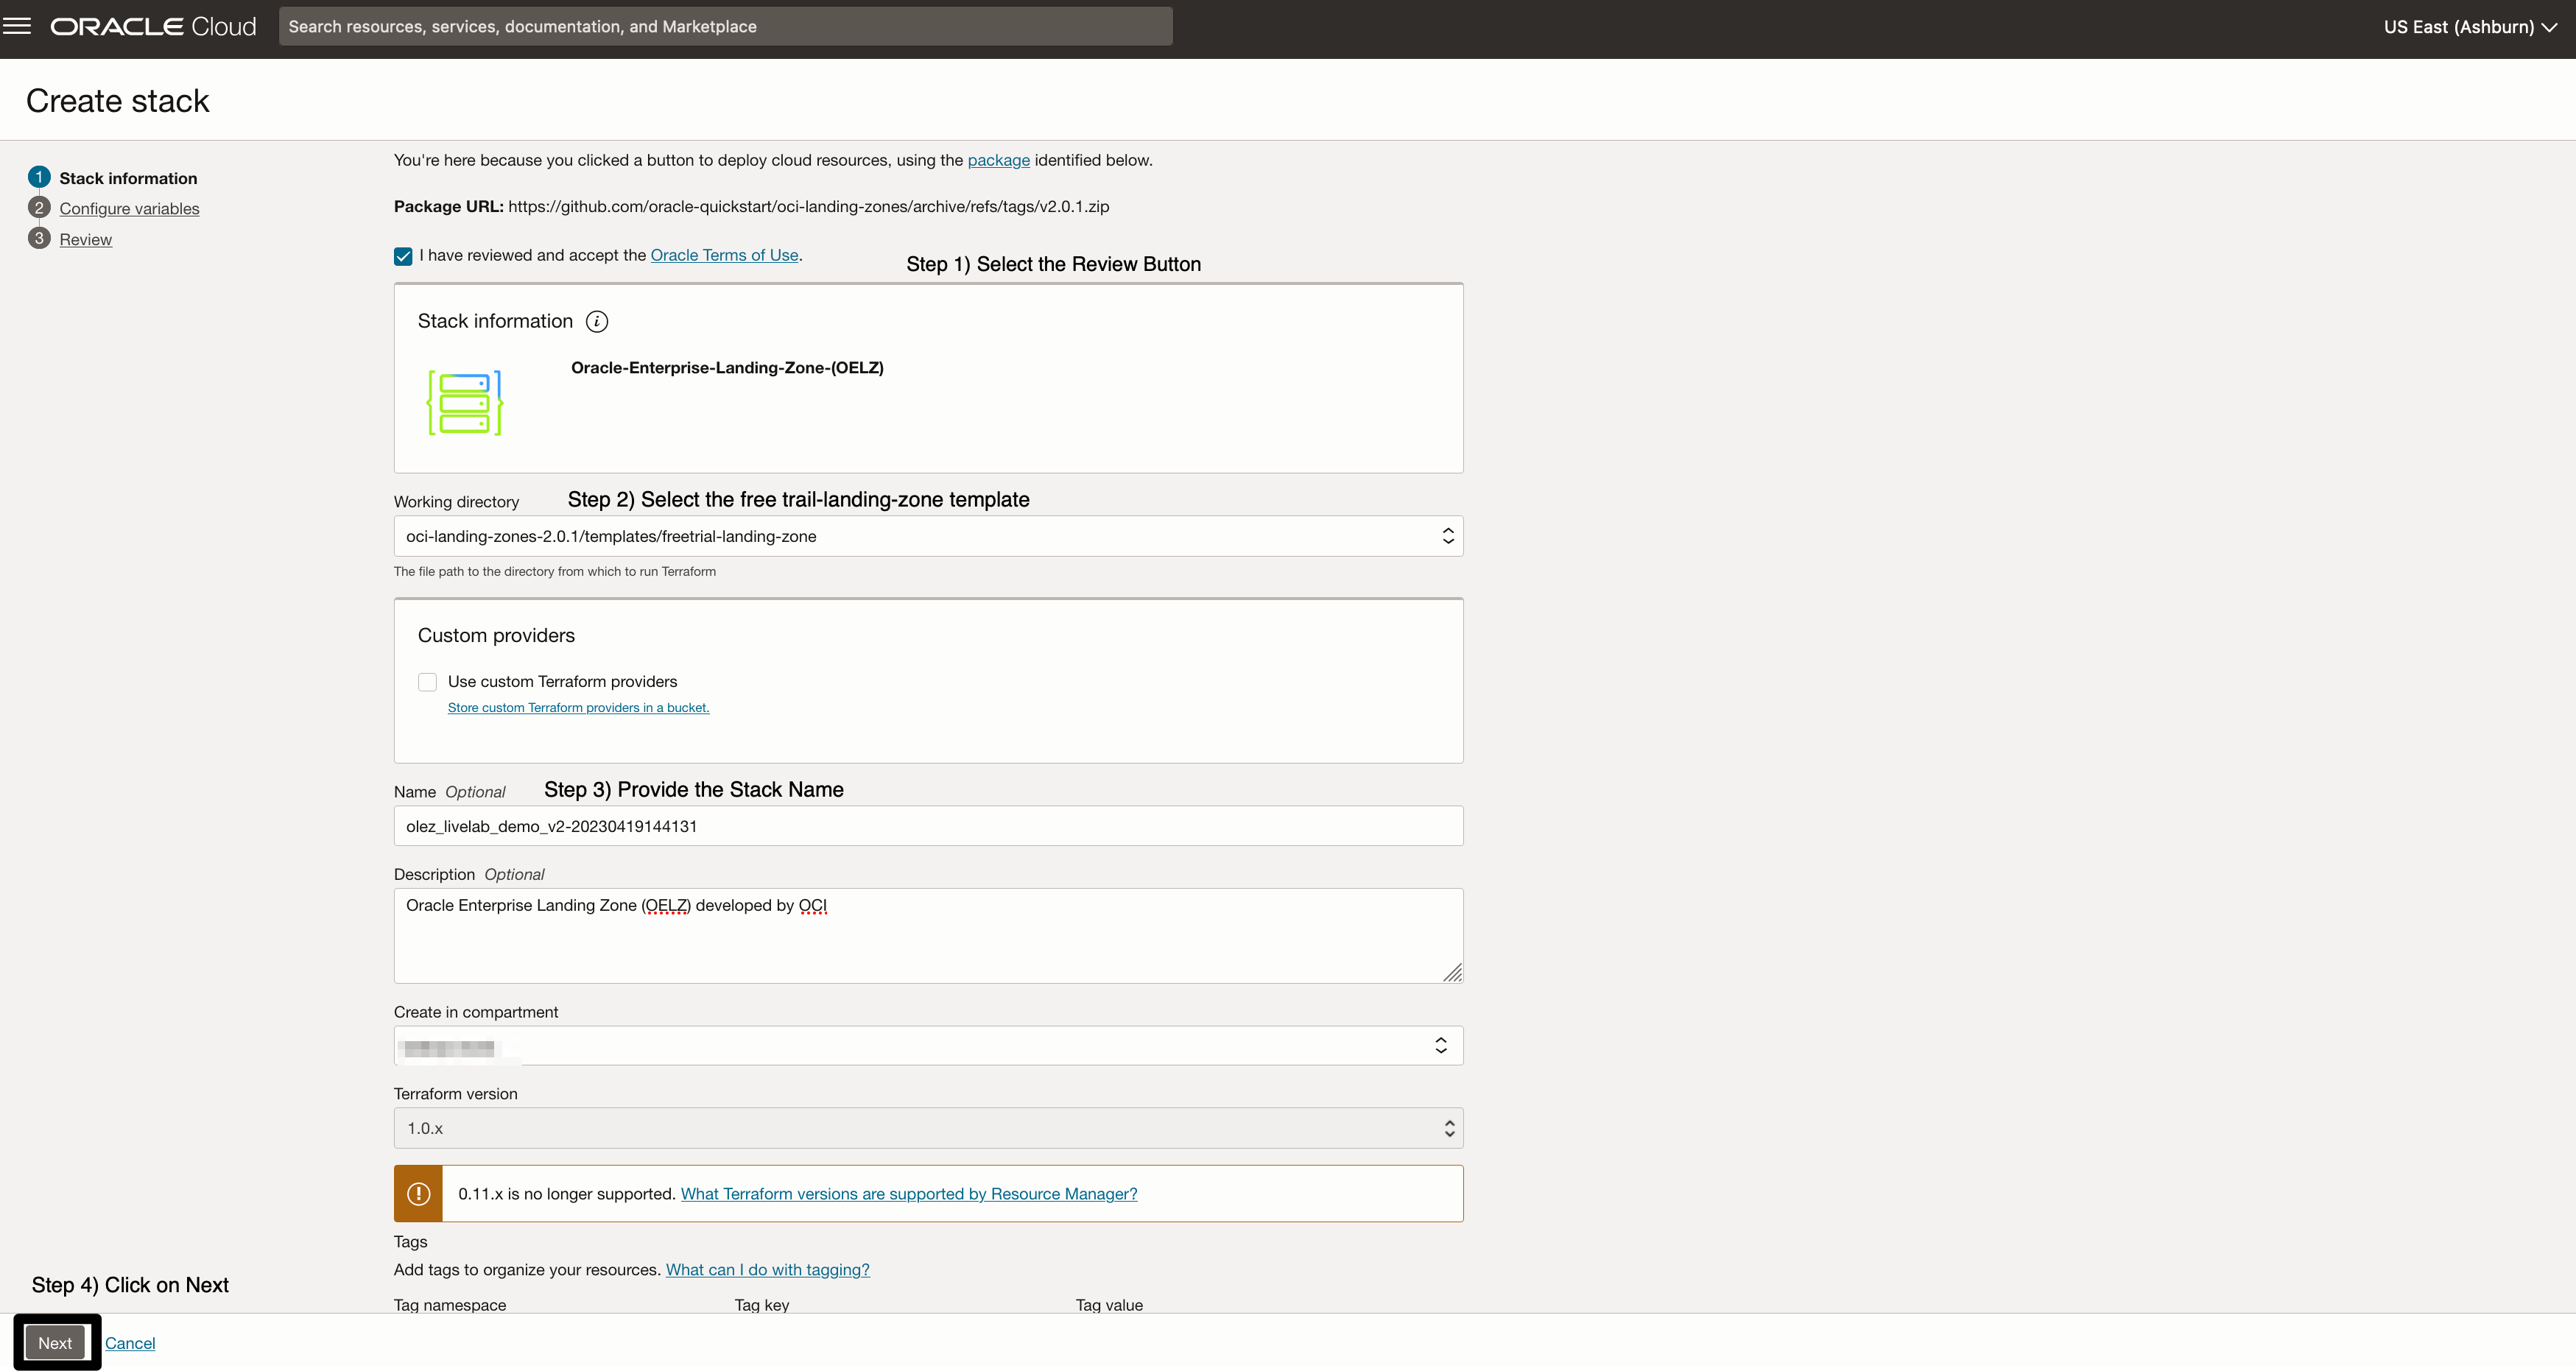 ORACLE Cloud
Search resources, services, documentation, and Marketplace
US East (Ashburn)
Create stack
1 Stack information
2 Configure variables
3 Review
You're here because you clicked a button to deploy cloud resources, using the package identified below.
Package URL: https://github.com/oracle-quickstart/oci-landing-zones/archive/refs/tags/v2.0.1.zip
I have reviewed and accept the Oracle Terms of Use.
Step 1) Select the Review Button
Stack information i
Oracle-Enterprise-Landing-Zone-(OELZ)
Working directory
Step 2) Select the free trail-landing-zone template
oci-landing-zones-2.0.1/templates/freetrial-landing-zone
The file path to the directory from which to run Terraform
Custom providers
Use custom Terraform providers
Store custom Terraform providers in a bucket.
Name Optional
Step 3) Provide the Stack Name
olez_livelab_demo_v2-20230419144131
Description Optional
Oracle Enterprise Landing Zone (OELZ) developed by OCI
Create in compartment
Terraform version
1.0.x
0.11.x is no longer supported. What Terraform versions are supported by Resource Manager?
Tags
Add tags to organize your resources. What can I do with tagging?
Tag namespace
Tag key
Tag value
Step 4) Click on Next
Next
Cancel